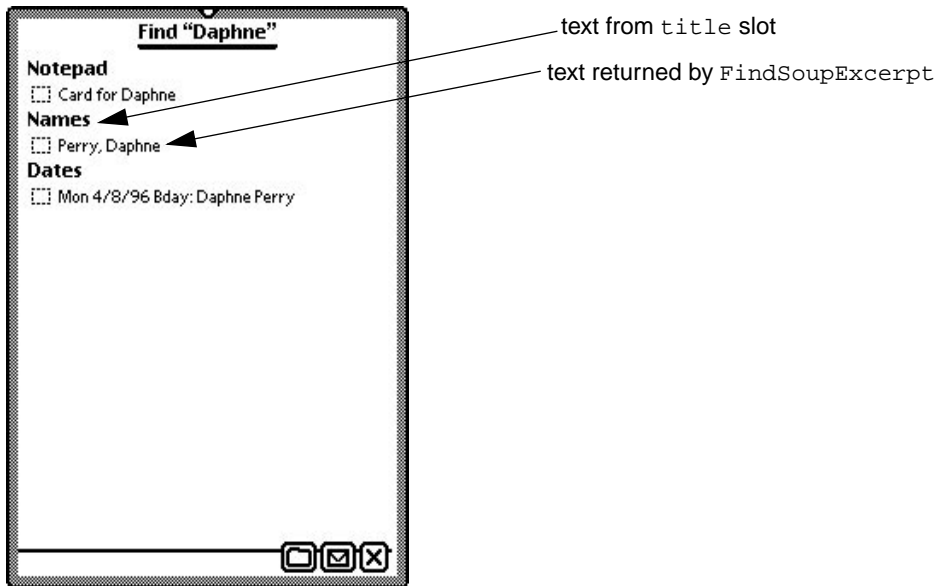 Find “Daphne”
text from title slot
Notepad
text returned by FindSoupExcerpt
Card for Daphne
Names
Perry, Daphne
Dates
Mon 4/8/96 Bday: Daphne Perry